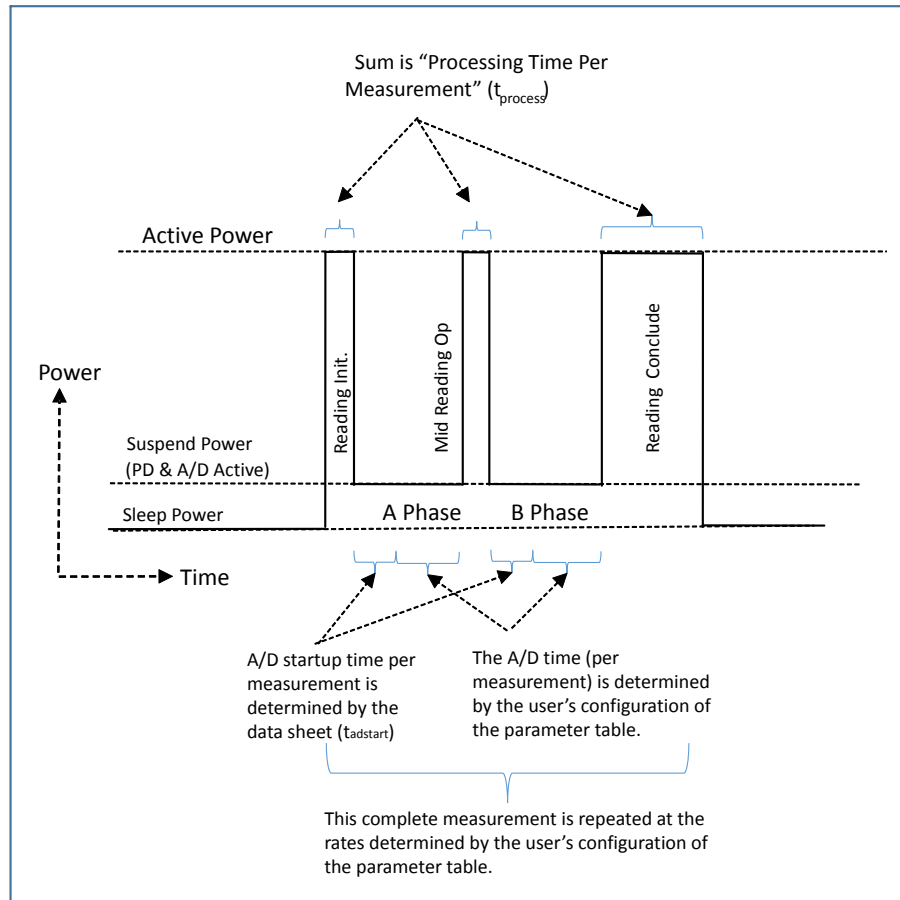 Sum is “Processing Time Per
Measurement” (tprocess)
Active Power
Reading Init.
Mid Reading Op
Reading Conclude
Power
Suspend Power
(PD & A/D Active)
Sleep Power
A Phase
B Phase
Time
A/D startup time per
measurement is
determined by the
data sheet (tadstart)
The A/D time (per
measurement) is determined
by the user’s configuration of
the parameter table.
This complete measurement is repeated at the
rates determined by the user’s configuration of
the parameter table.